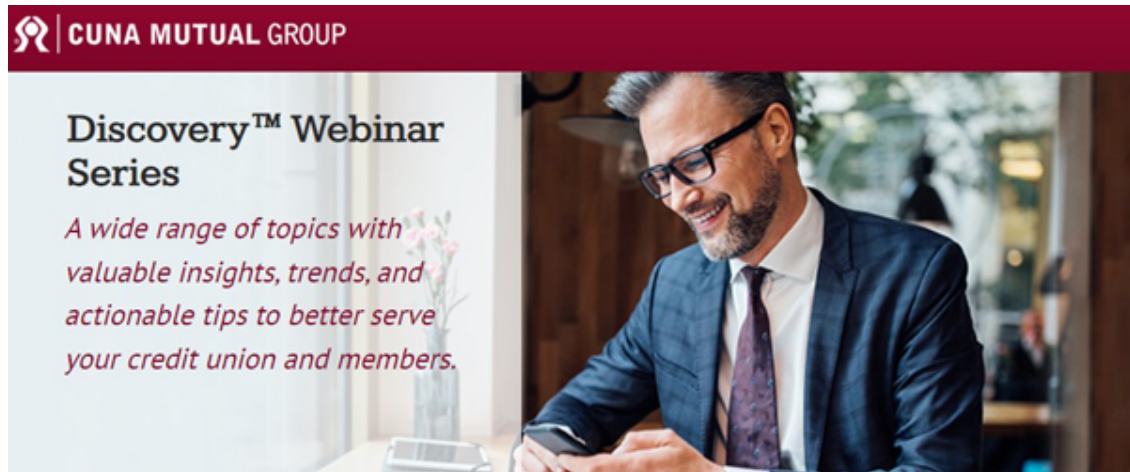 CUNA MUTUAL GROUP
Discovery™ Webinar
Series
A wide range of topics with
valuable insights, trends, and
actionable tips to better serve
your credit union and members.